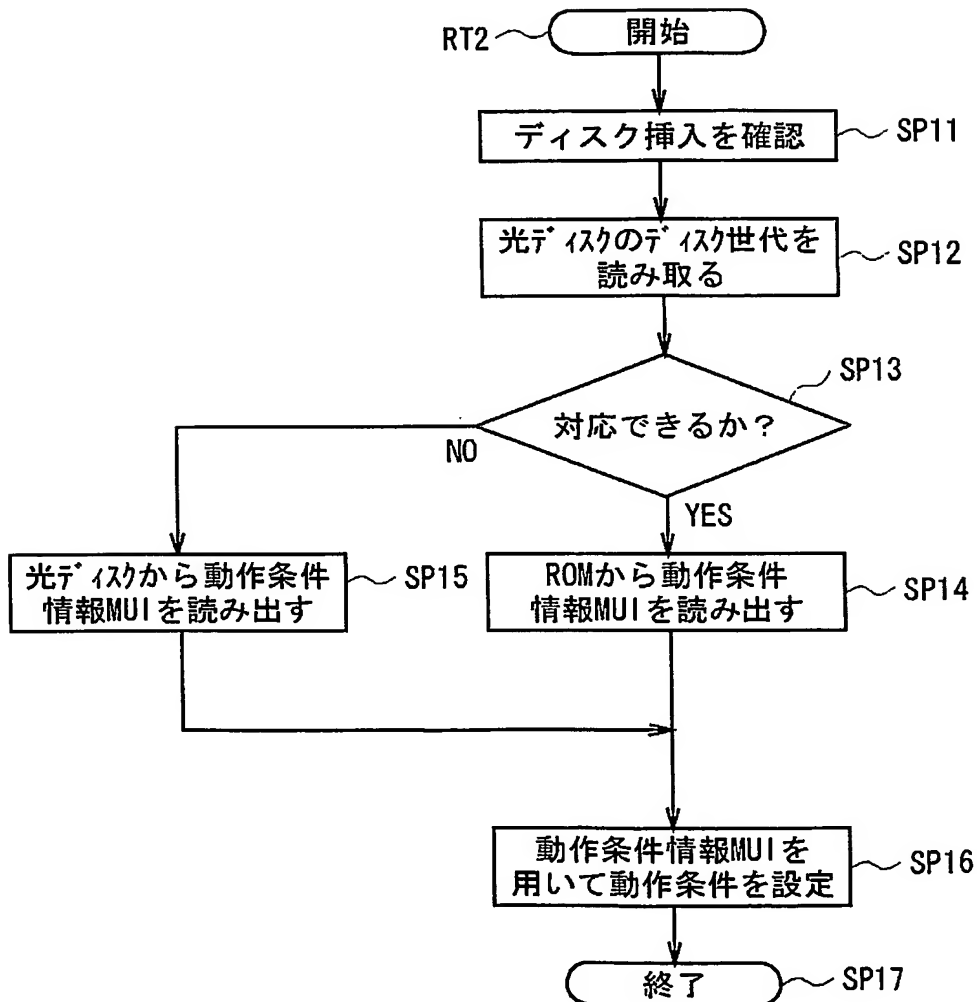 RT2
開始
ディスク挿入を確認
SP11
光ディスクのディスク世代を
読み取る
SP12
SP13
対応できるか?
NO
YES
光ディスクから動作条件
情報MUIを読み出す
SP15
ROMから動作条件
情報MUIを読み出す
SP14
動作条件情報MUIを
用いて動作条件を設定
SP16
終了
SP17